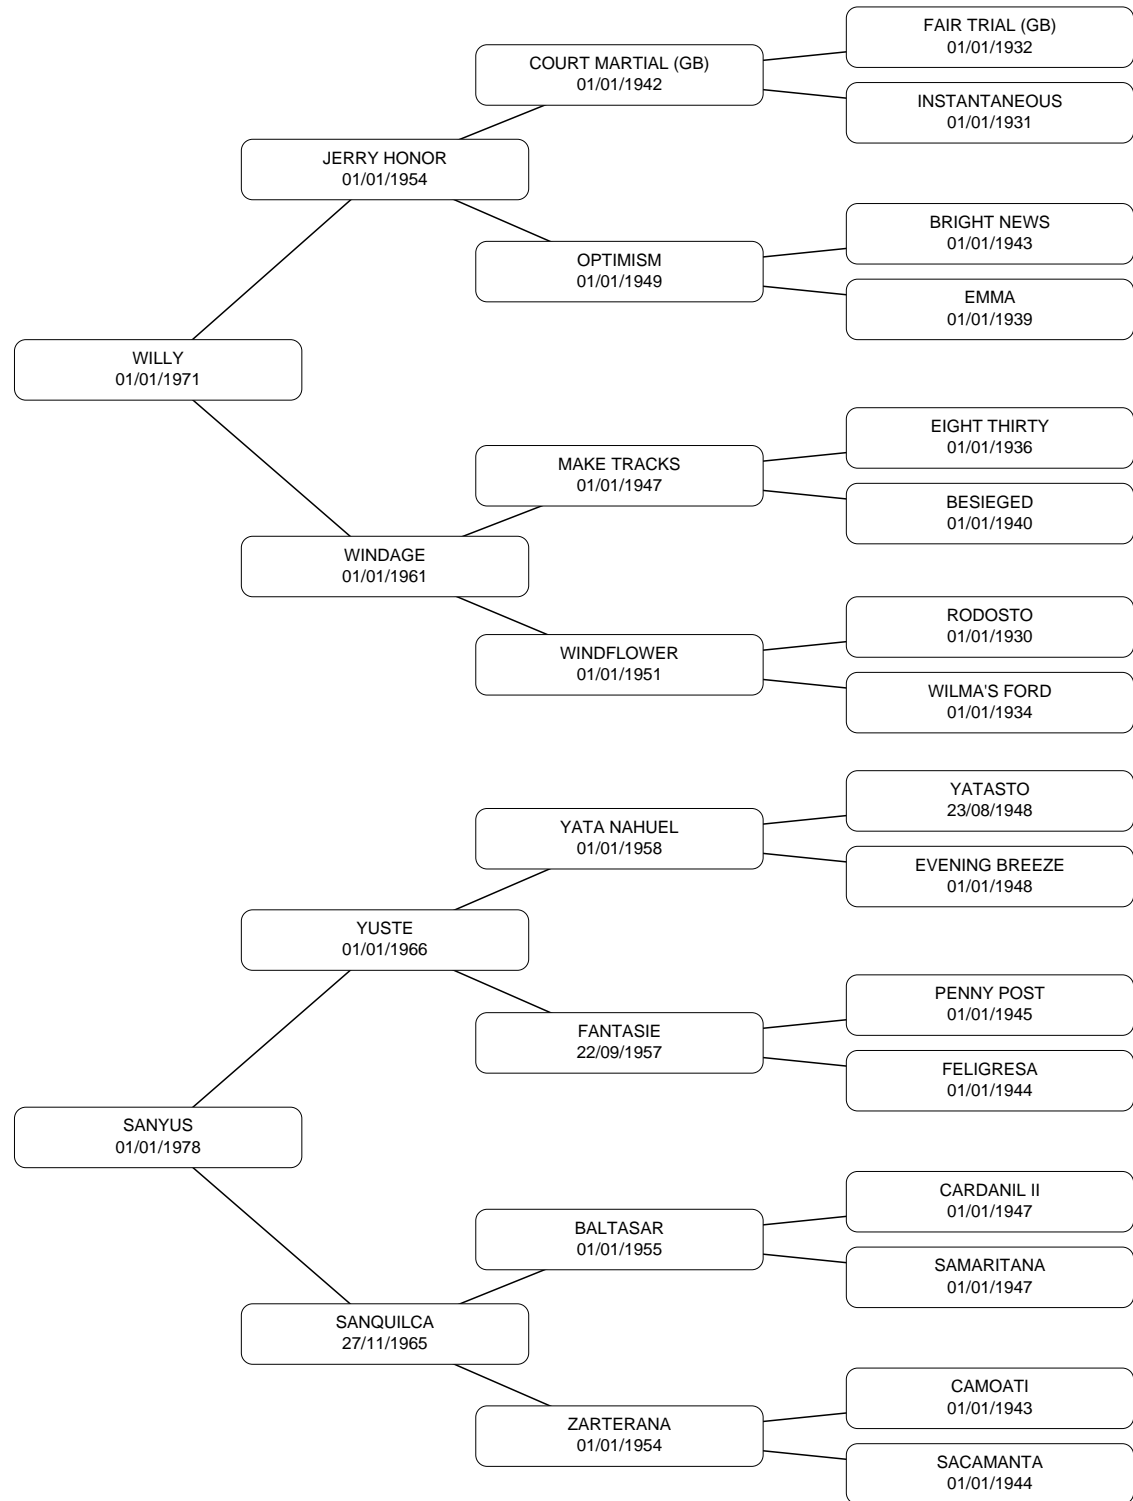 FAIR TRIAL (GB)
01/01/1932
COURT MARTIAL (GB)
01/01/1942
INSTANTANEOUS
01/01/1931
JERRY HONOR
01/01/1954
BRIGHT NEWS
01/01/1943
OPTIMISM
01/01/1949
EMMA
01/01/1939
WILLY
01/01/1971
EIGHT THIRTY
01/01/1936
MAKE TRACKS
01/01/1947
BESIEGED
01/01/1940
WINDAGE
01/01/1961
RODOSTO
01/01/1930
WINDFLOWER
01/01/1951
WILMA'S FORD
01/01/1934
YATASTO
23/08/1948
YATA NAHUEL
01/01/1958
EVENING BREEZE
01/01/1948
YUSTE
01/01/1966
PENNY POST
01/01/1945
FANTASIE
22/09/1957
FELIGRESA
01/01/1944
SANYUS
01/01/1978
CARDANIL II
01/01/1947
BALTASAR
01/01/1955
SAMARITANA
01/01/1947
SANQUILCA
27/11/1965
CAMOATI
01/01/1943
ZARTERANA
01/01/1954
SACAMANTA
01/01/1944